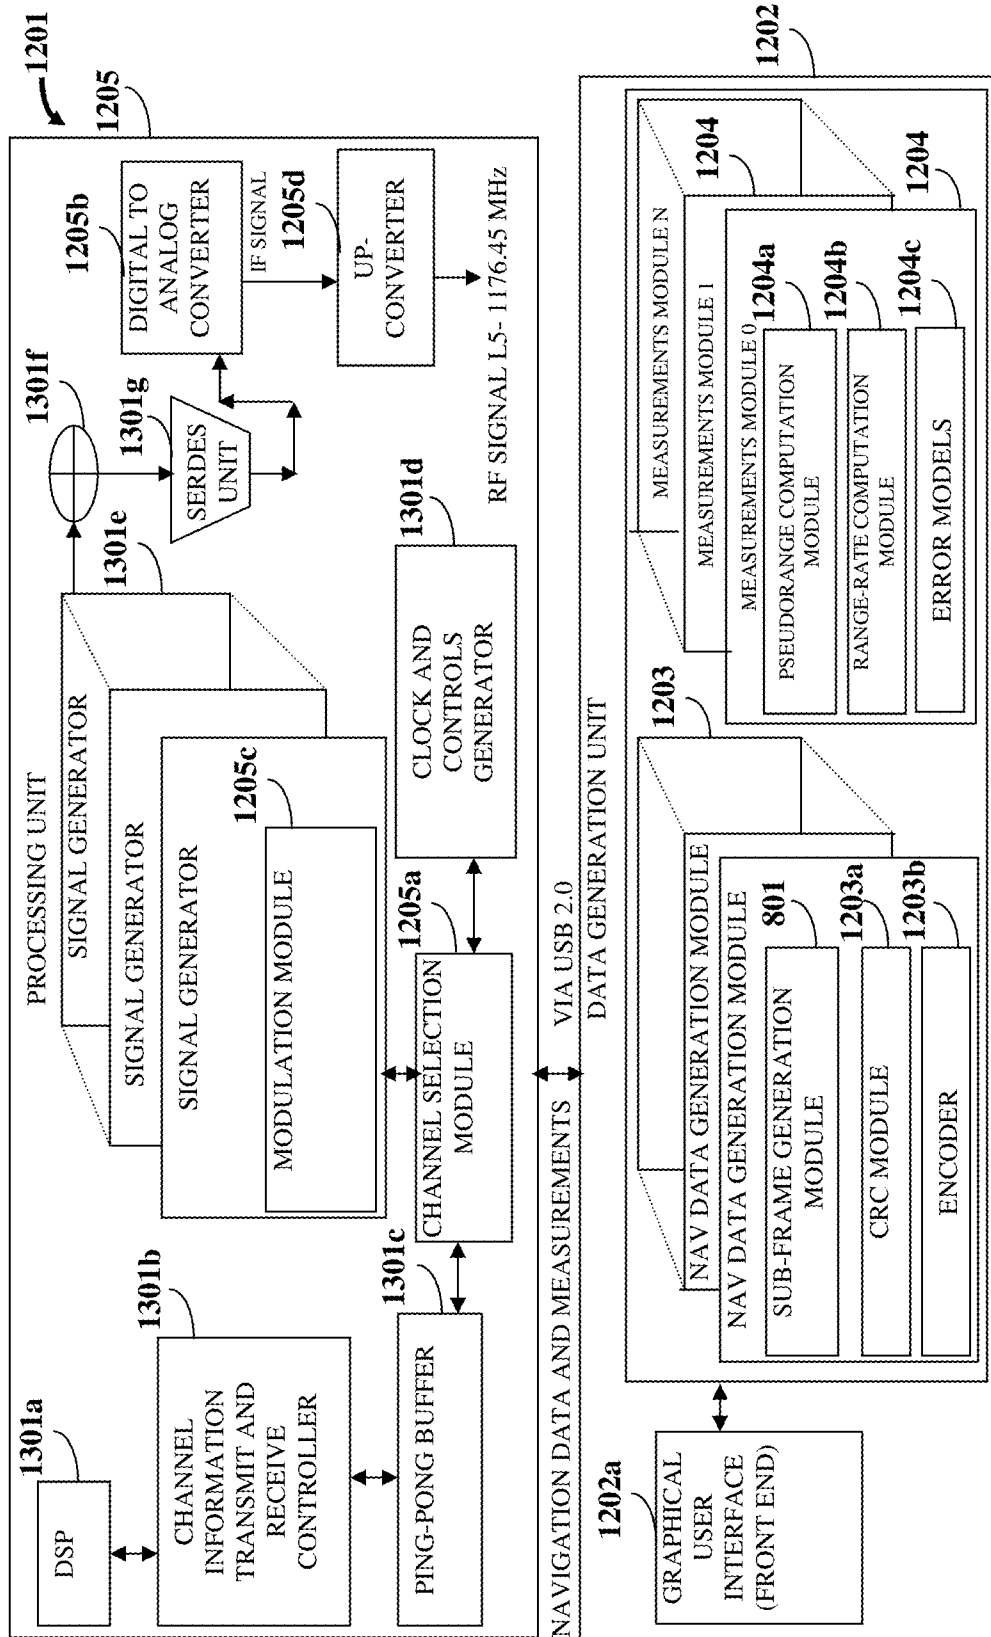 1201
PROCESSING UNIT
1205
DSP
1301a
CHANNEL
INFORMATION
TRANSMIT AND
RECEIVE
CONTROLLER
1301b
PING-PONG BUFFER
1301c
SIGNAL GENERATOR
SIGNAL GENERATOR
SIGNAL GENERATOR
1301e
MODULATION MODULE
1205c
CHANNEL SELECTION
MODULE
1205a
CLOCK AND
CONTROLS
GENERATOR
1301d
1301f
SERDES
UNIT
1301g
DIGITAL TO
ANALOG
CONVERTER
1205b
IF SIGNAL
1205d
UP-
CONVERTER
RF SIGNAL L5- 1176.45 MHz
NAVIGATION DATA AND MEASUREMENTS
VIA USB 2.0
DATA GENERATION UNIT
1202
1202a
GRAPHICAL
USER
INTERFACE
(FRONT END)
NAV DATA GENERATION MODULE
NAV DATA GENERATION MODULE
1203
SUB-FRAME GENERATION
MODULE
801
CRC MODULE
1203a
ENCODER
1203b
MEASUREMENTS MODULE N
MEASUREMENTS MODULE 1
1204
MEASUREMENTS MODULE 0
1204
PSEUDORANGE COMPUTATION
MODULE
1204a
RANGE-RATE COMPUTATION
MODULE
1204b
ERROR MODELS
1204c